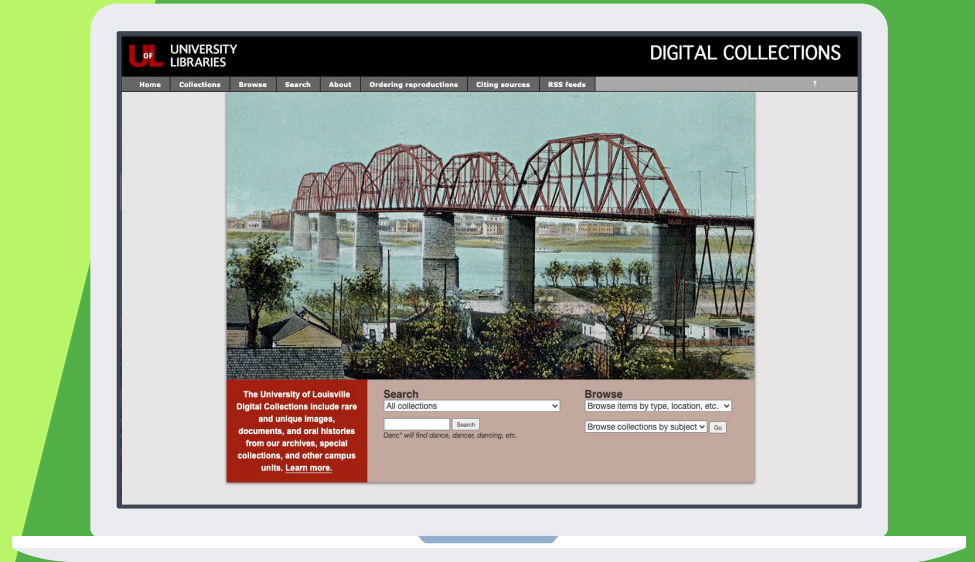 U OF L
UNIVERSITY
LIBRARIES
DIGITAL COLLECTIONS
Home Collections Browse Search About Ordering reproductions Citing sources RSS feeds ?
The University of Louisville
Digital Collections include rare
and unique images,
documents, and oral histories
from our archives, special
collections, and other campus
units. Learn more.
Search
All collections
Search
Danc* will find dance, dancer, dancing, etc.
Browse
Browse items by type, location, etc.
Browse collections by subject Go